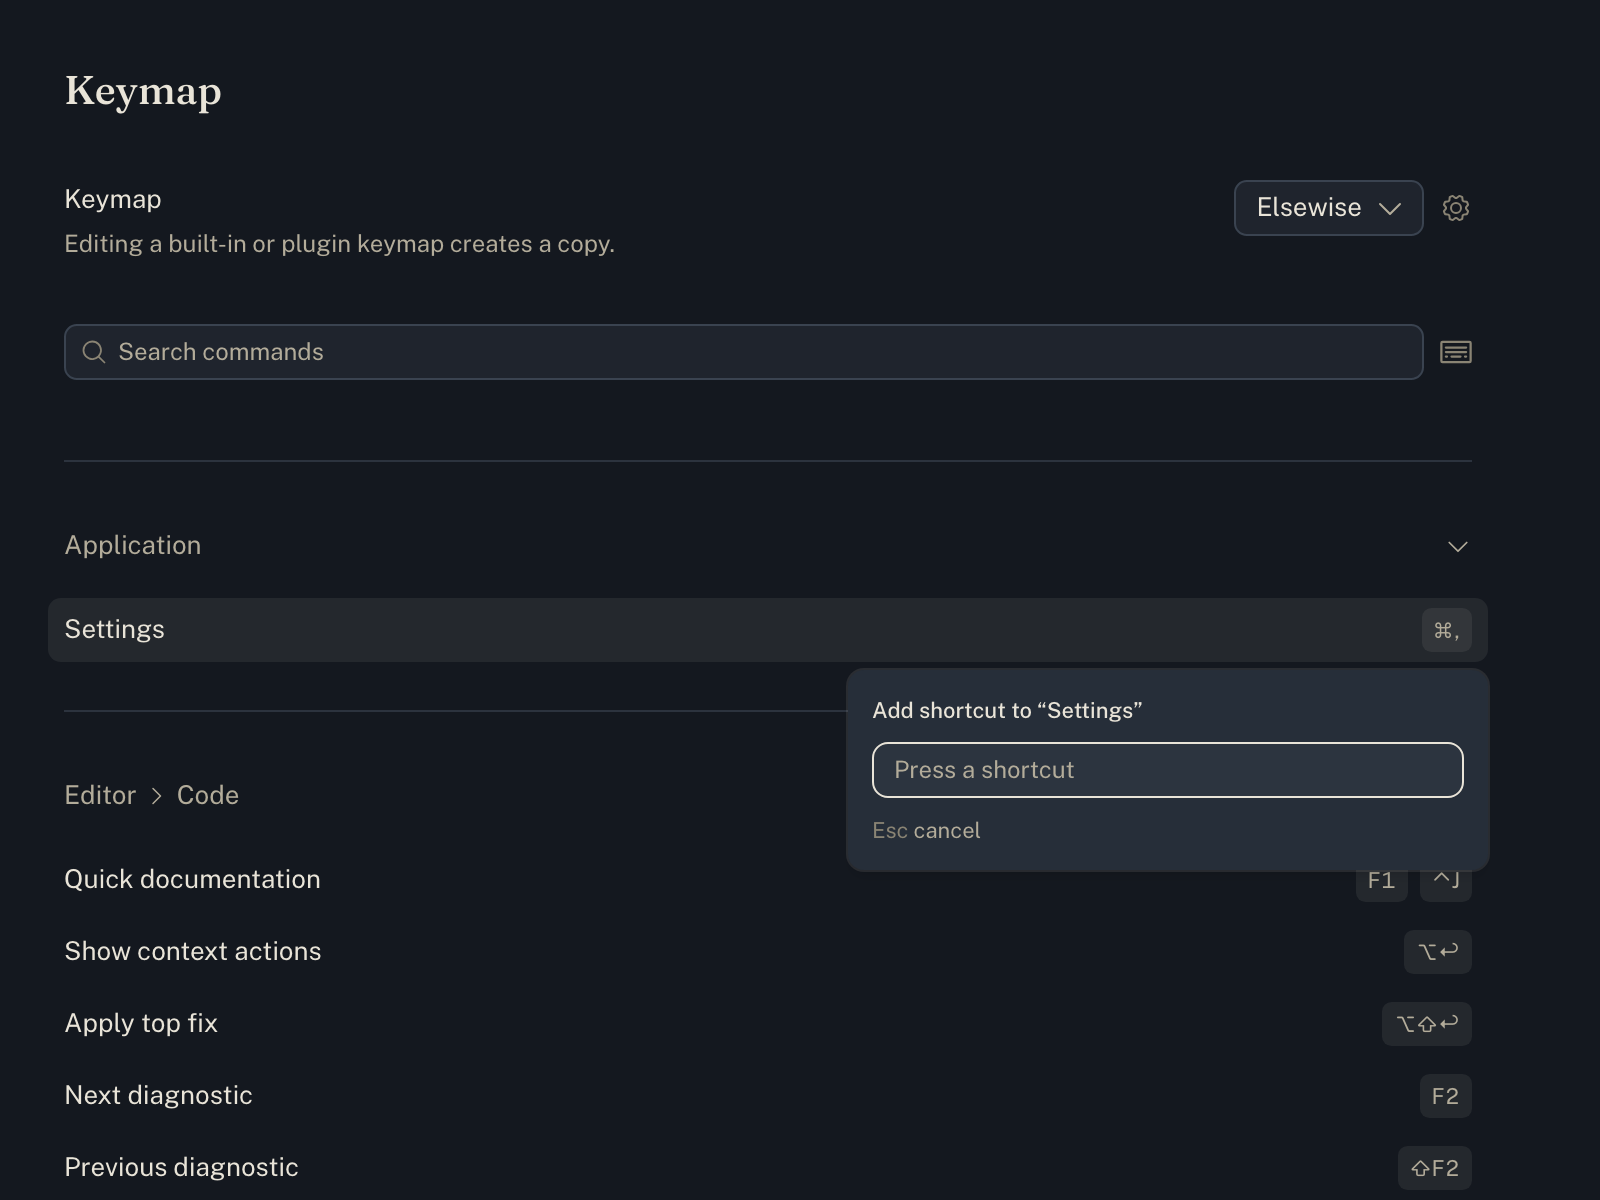 Keymap
Keymap
Elsewise
Editing a built-in or plugin keymap creates a copy.
Search commands
Application
Settings
⌘,
Add shortcut to “Settings”
Press a shortcut
Esc cancel
Editor > Code
Quick documentation
F1 ⌃J
Show context actions
⌥↩
Apply top fix
⌥⇧↩
Next diagnostic
F2
Previous diagnostic
⇧F2